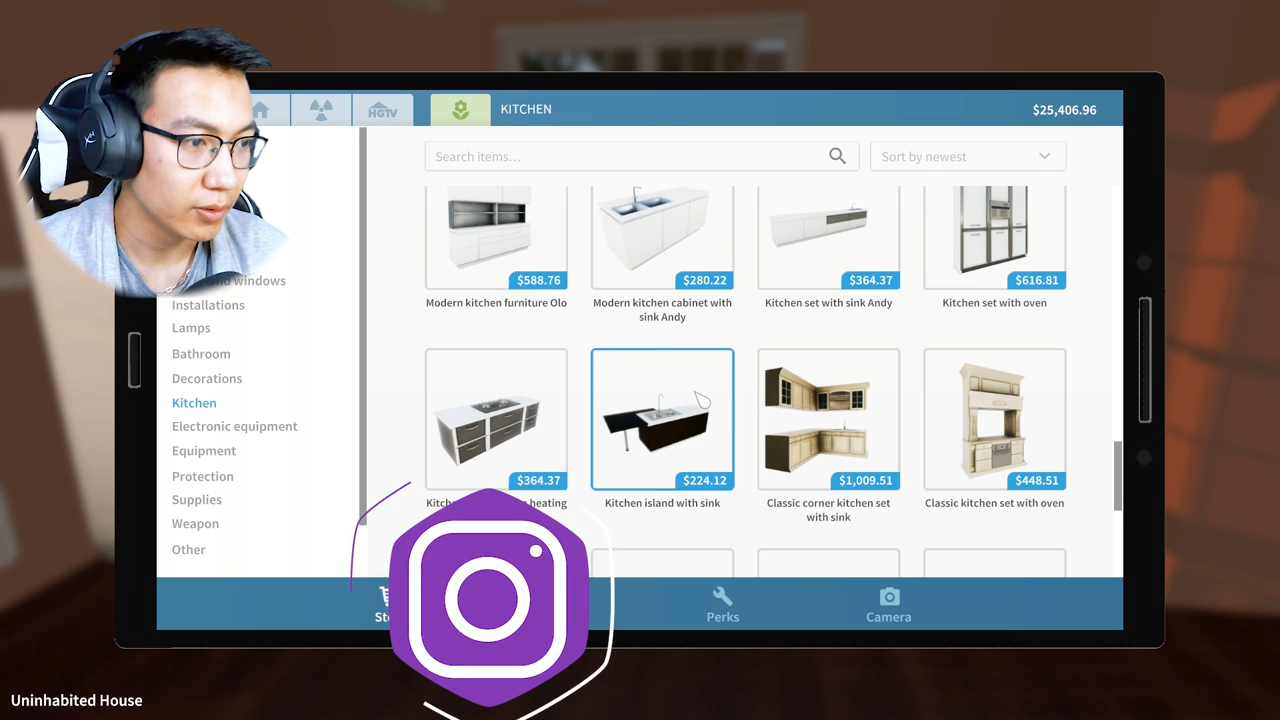 HGTV
KITCHEN
$25,406.96
Search items...
Sort by newest
windows
Installations
Lamps
Bathroom
Decorations
Kitchen
Electronic equipment
Equipment
Protection
Supplies
Weapon
Other
$588.76
$280.22
$364.37
$616.81
Modern kitchen furniture Olo
Modern kitchen cabinet with
sink Andy
Kitchen set with sink Andy
Kitchen set with oven
$364.37
$224.12
$1,009.51
$448.51
heating
Kitchen island with sink
Classic corner kitchen set
with sink
Classic kitchen set with oven
Perks
Camera
Uninhabited House